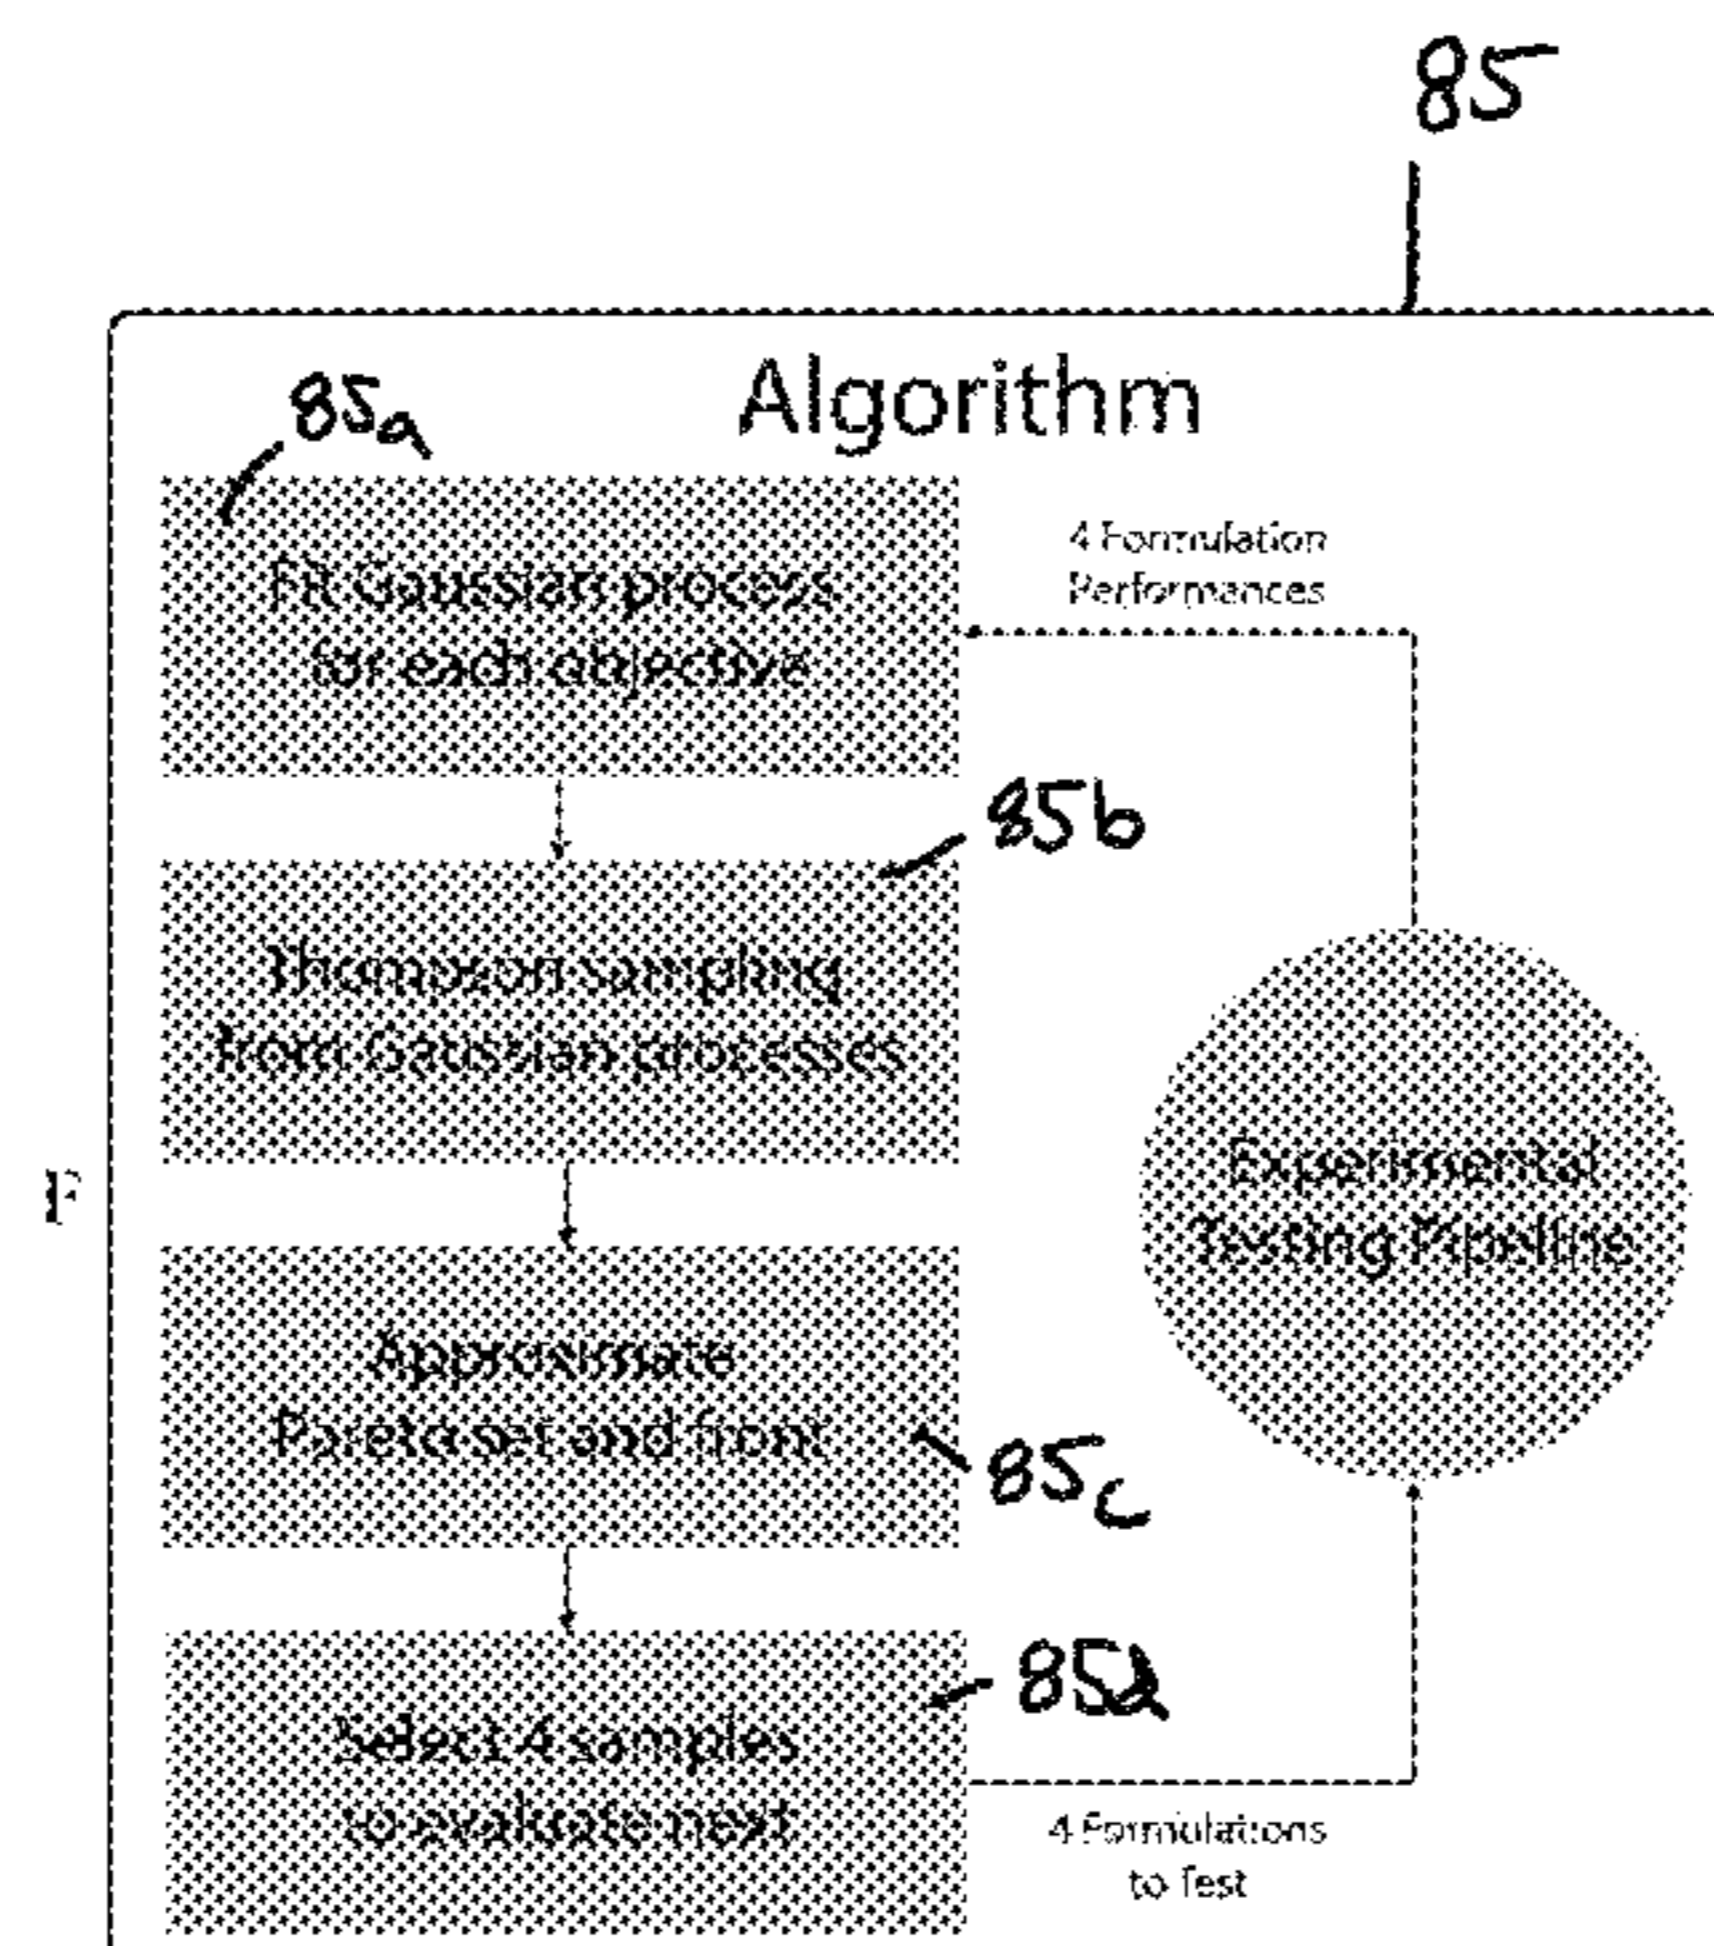 85
Algorithm
85a
Fit Gaussian process
for each objective
4 Formulation
Performances
85b
Thompson sampling
from Gaussian processes
Experimental
Testing Pipeline
F
Approximate
Pareto set and front
85c
85d
Select 4 samples
to evaluate next
4 Formulations
to Test